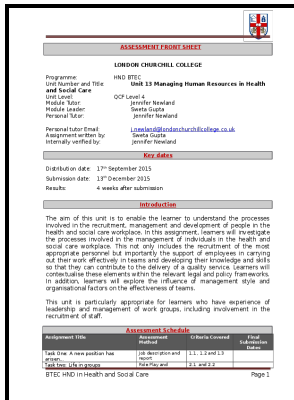 ASSESSMENT FRONT SHEET
LONDON CHURCHILL COLLEGE
Programme: HND BTEC
Unit Number and Title: Unit 13 Managing Human Resources in Health
and Social Care
Unit Level: QCF Level 4
Module Tutor: Jennifer Newland
Module Leader: Sweta Gupta
Personal Tutor: Jennifer Newland
Personal tutor Email: j.newland@londonchurchillcollege.co.uk
Assignment written by: Sweta Gupta
Internally verified by: Jennifer Newland
Key dates
Distribution date: 17th September 2015
Submission date: 13th December 2015
Results: 4 weeks after submission
Introduction
The aim of this unit is to enable the learner to understand the processes
involved in the recruitment, management and development of people in the
health and social care workplace. In this assignment, learners will investigate
the processes involved in the management of individuals in the health and
social care workplace. This not only includes the recruitment of the most
appropriate personnel but importantly the support of employees in carrying
out their work effectively in teams and developing their knowledge and skills
so that they can contribute to the delivery of a quality service. Learners will
contextualise these elements within the relevant legal and policy frameworks.
In addition, learners will explore the influence of management style and
organisational factors on the effectiveness of teams.
This unit is particularly appropriate for learners who have experience of
leadership and management of work groups, including involvement in the
recruitment of staff.
Assessment Schedule
Assignment Title Assessment Method Criteria Covered Final Submission Dates
Task One: A new position has arisen... Job description and report 1.1, 1.2 and 1.3
Task two: Life in groups Role Play and 2.1 and 2.2
BTEC HND in Health and Social Care Page 1